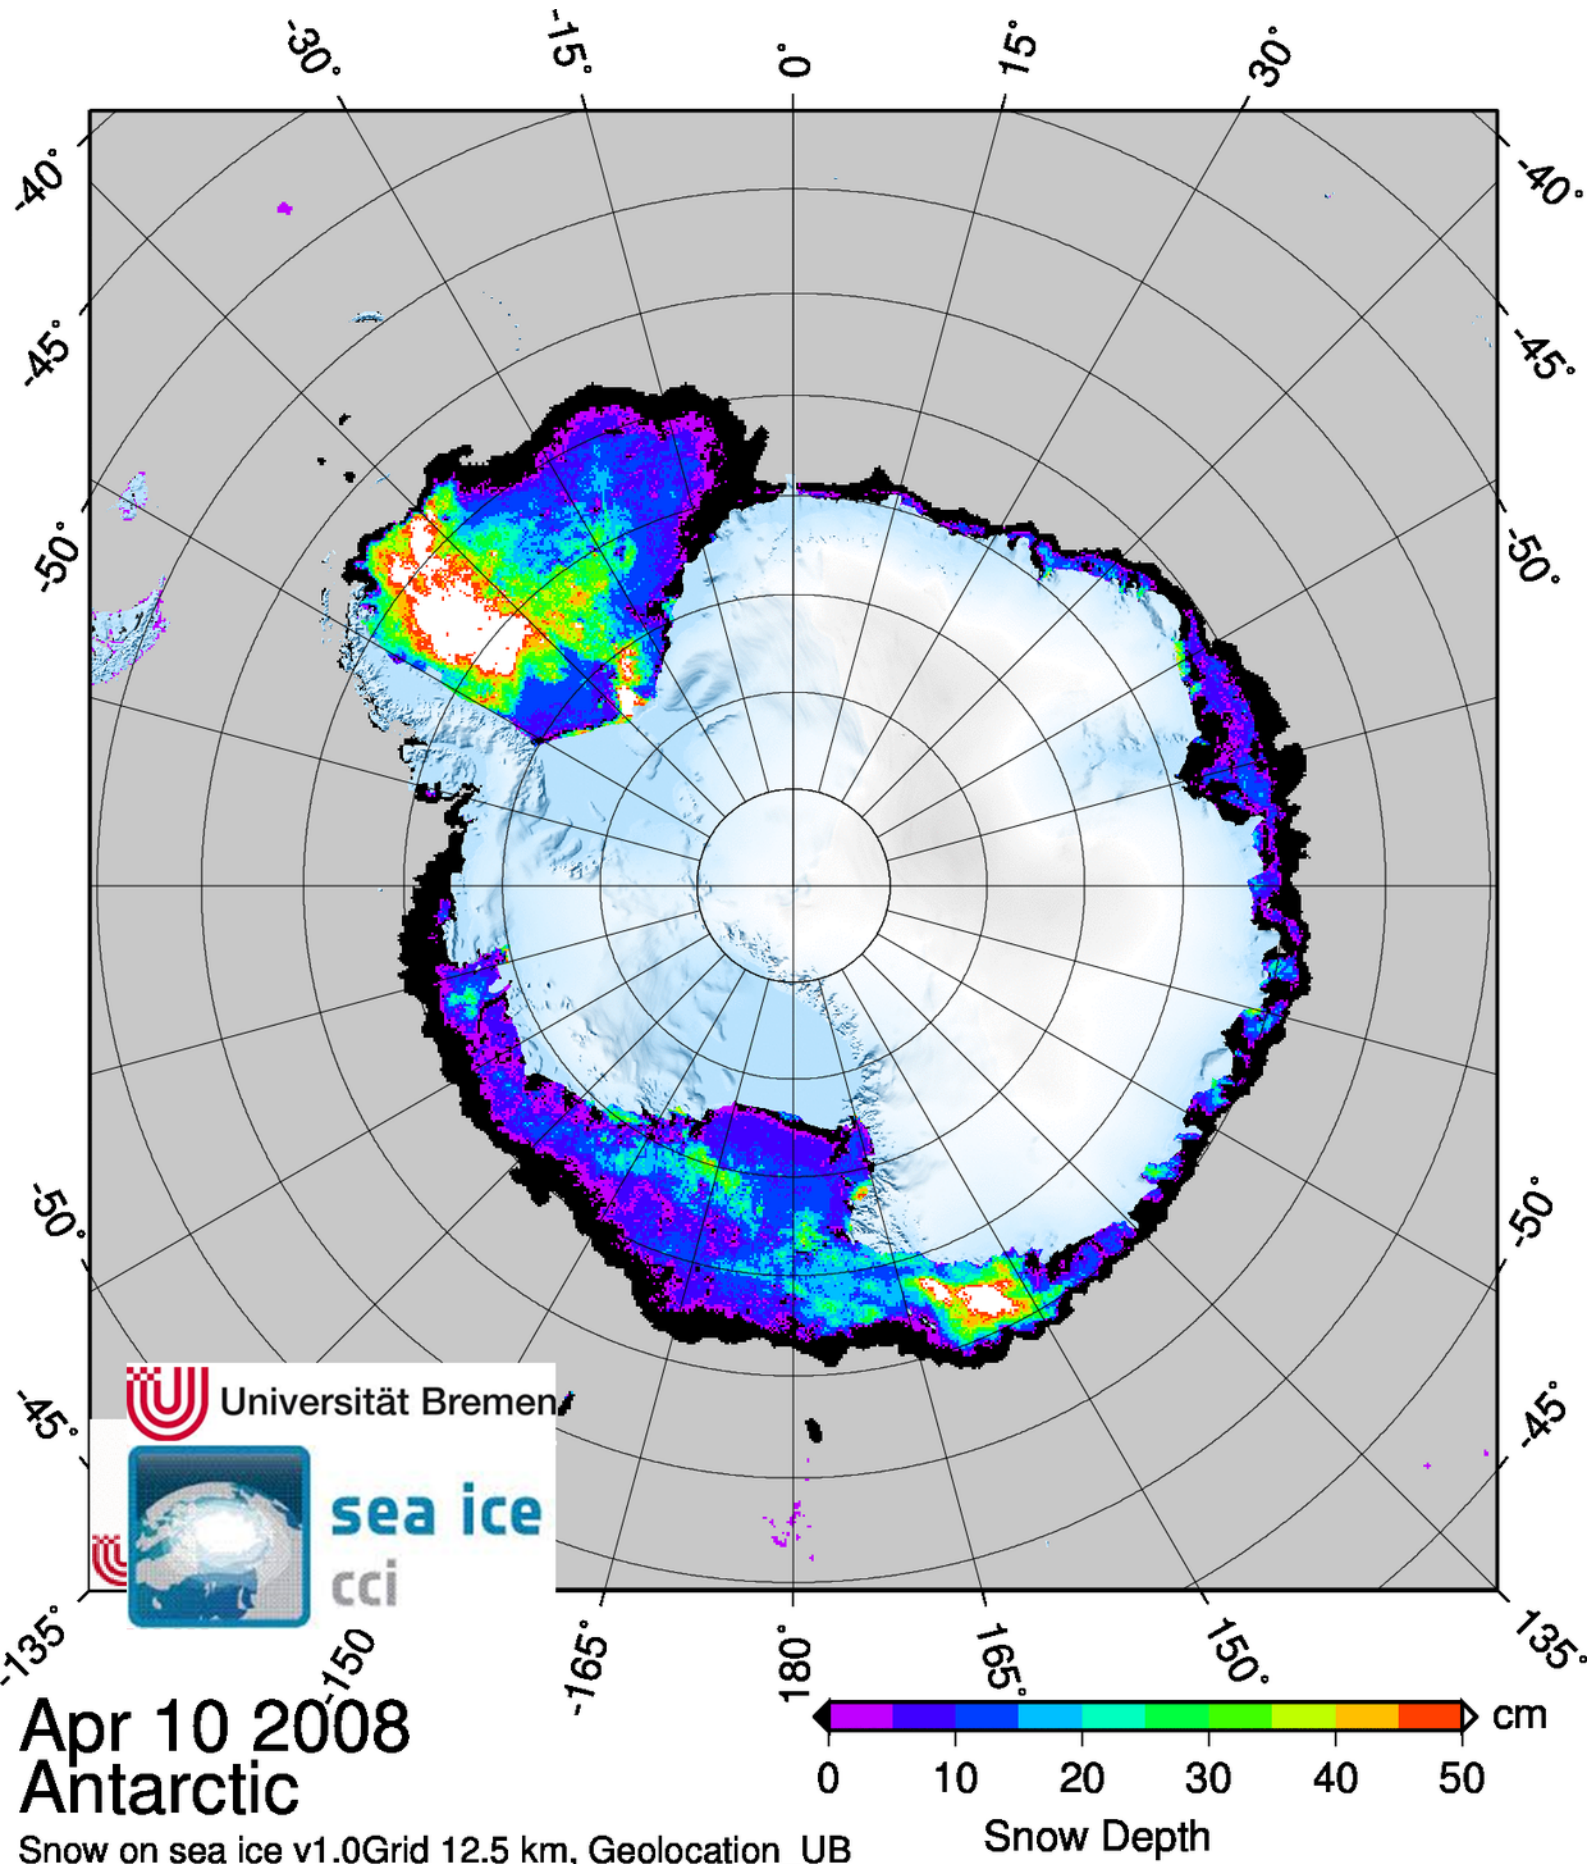 -30° -15° 0° 15° 30°
-40° -40°
-45° -45°
-50° -50°
-50° -50°
-45° -45°
Universität Bremen
sea ice
cci
-135° -150 -165° 180° 165° 150° 135°
Apr 10 2008
Antarctic
Snow on sea ice v1.0Grid 12.5 km, Geolocation UB
cm
0 10 20 30 40 50
Snow Depth